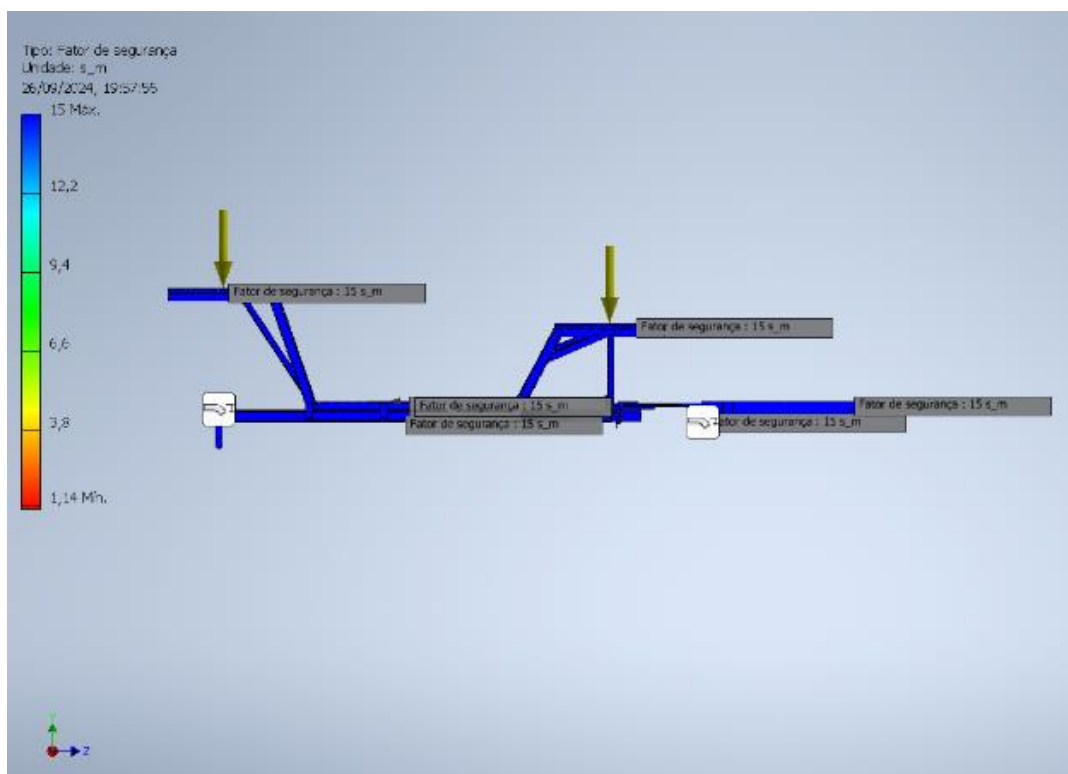 Tipo: Fator de segurança
Unidade: s_m
26/09/2024, 19:57:55
15 Máx.
12,2
9,4
6,6
3,8
1,14 Mín.
Fator de segurança : 15 s_m
Fator de segurança : 15 s_m
Fator de segurança : 15 s_m
Fator de segurança : 15 s_m
Fator de segurança : 15 s_m
ator de segurança : 15 s_m
Y
Z